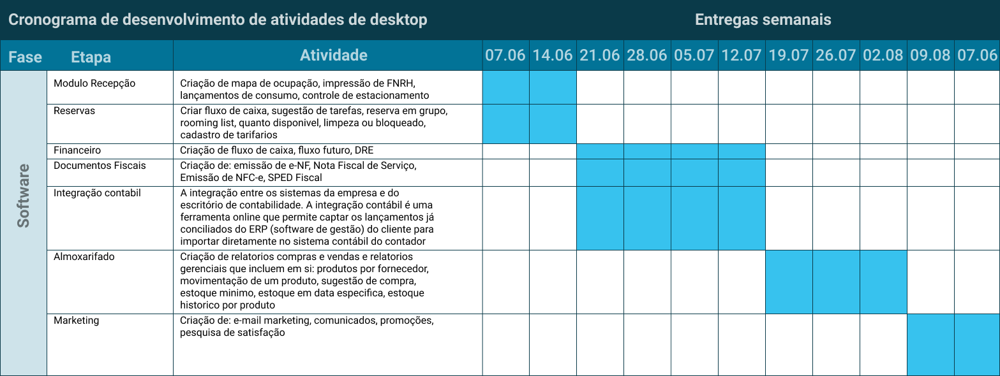 Cronograma de desenvolvimento de atividades de desktop
Entregas semanais
Fase
Etapa
Atividade
07.06 14.06 21.06 28.06 05.07 12.07 19.07 26.07 02.08 09.08 07.06
Software
Modulo Recepção
Criação de mapa de ocupação, impressão de FNRH,
lançamentos de consumo, controle de estacionamento
Reservas
Criar fluxo de caixa, sugestão de tarefas, reserva em grupo,
rooming list, quanto disponivel, limpeza ou bloqueado,
cadastro de tarifarios
Financeiro
Criação de fluxo de caixa, fluxo futuro, DRE
Documentos Fiscais
Criação de: emissão de e-NF, Nota Fiscal de Serviço,
Emissão de NFC-e, SPED Fiscal
Integração contabil
A integração entre os sistemas da empresa e do
escritório de contabilidade. A integração contábil é uma
ferramenta online que permite captar os lançamentos já
conciliados do ERP (software de gestão) do cliente para
importar diretamente no sistema contábil do contador
Almoxarifado
Criação de relatorios compras e vendas e relatorios
gerenciais que incluem em si: produtos por fornecedor,
movimentação de um produto, sugestão de compra,
estoque minimo, estoque em data especifica, estoque
historico por produto
Marketing
Criação de: e-mail marketing, comunicados, promoções,
pesquisa de satisfação